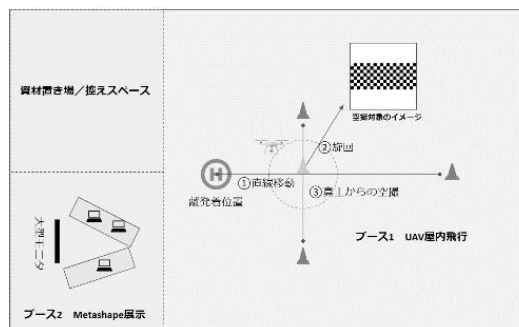 資材置き場／控えスペース
空撮対象のイメージ
②旋回
H
①直線移動
離発着位置
③真上からの空撮
大型モニタ
ブース1　UAV屋内飛行
ブース2　Metashape展示